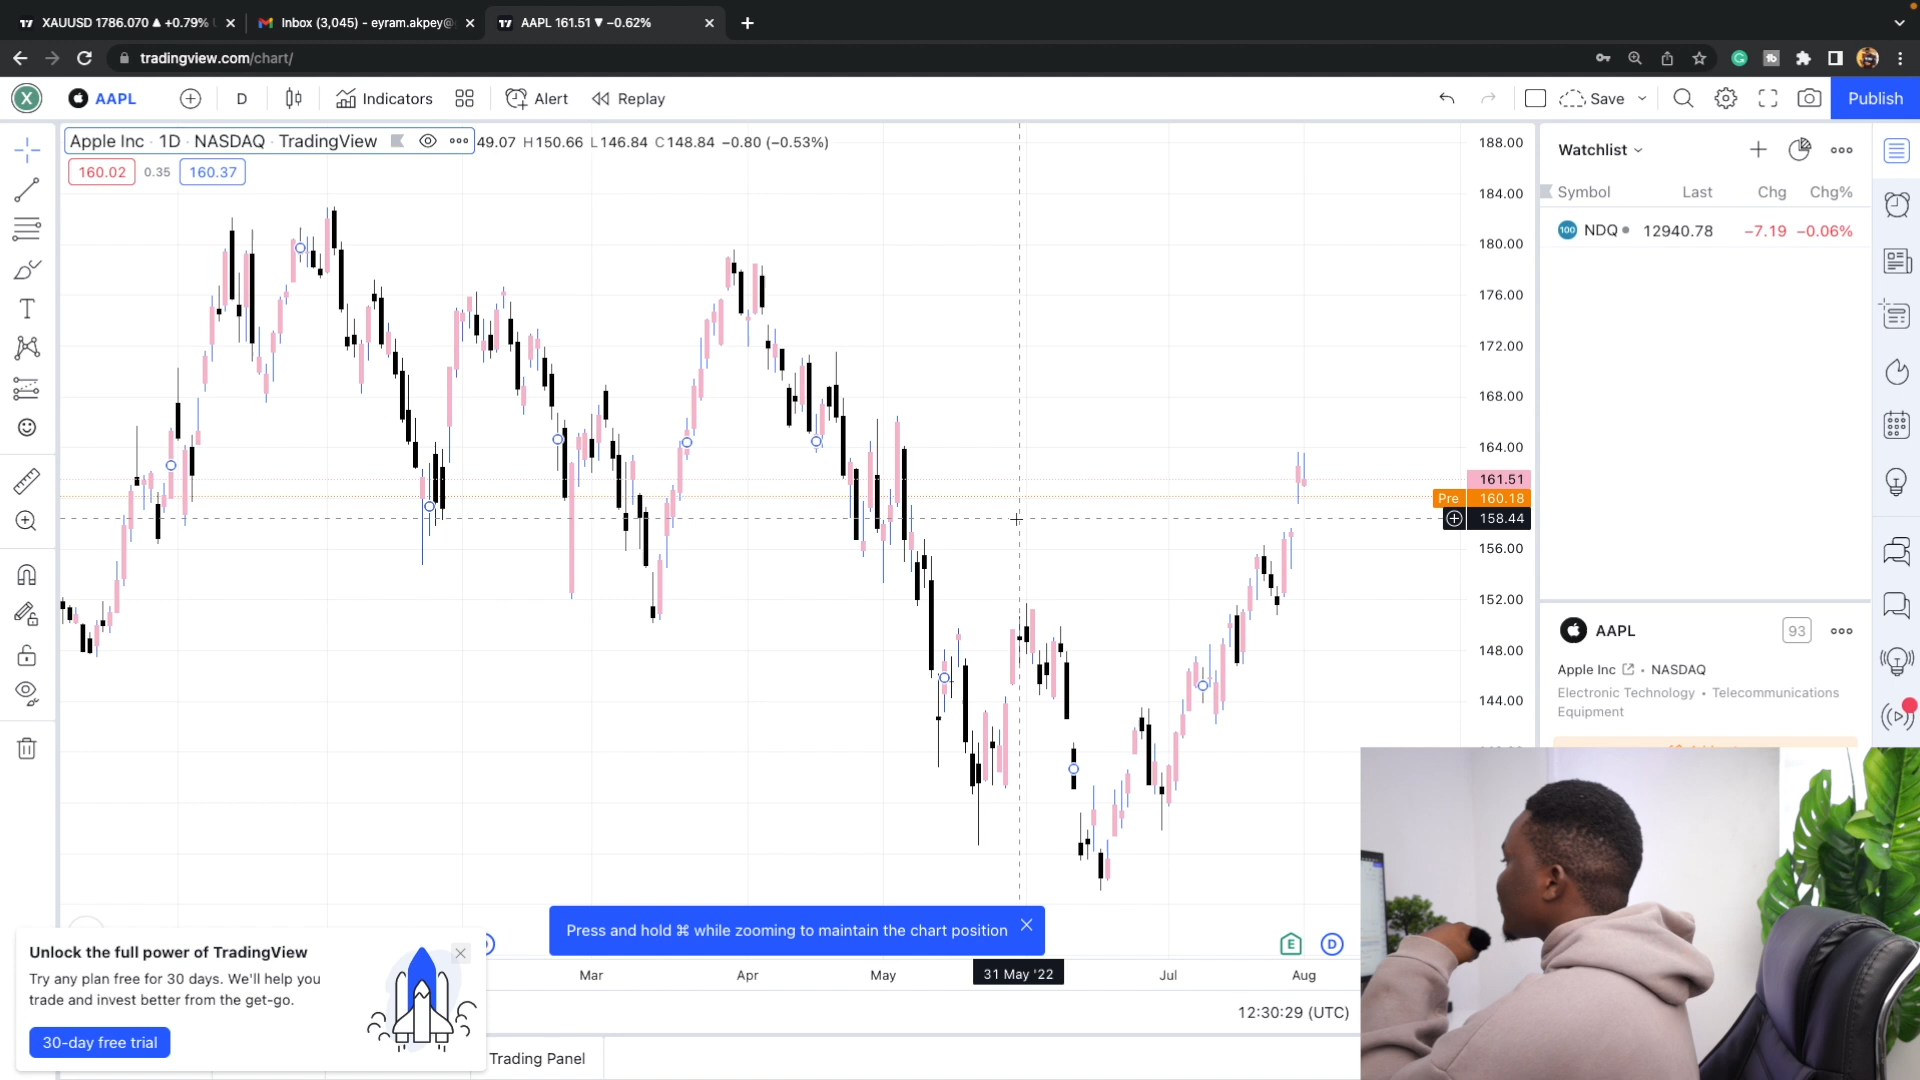 XAUUSD 1786.070 ▲ +0.79%
Inbox (3,045) - eyram.akpey@
AAPL 161.51 ▼ −0.62%
tradingview.com/chart/
X
AAPL
D
Indicators
Alert
Replay
Save
Publish
Apple Inc · 1D · NASDAQ · TradingView
49.07 H150.66 L146.84 C148.84 −0.80 (−0.53%)
160.02
0.35
160.37
188.00
184.00
180.00
176.00
172.00
168.00
164.00
161.51
Pre 160.18
158.44
156.00
152.00
148.00
144.00
Watchlist
Symbol Last Chg Chg%
100 NDQ 12940.78 −7.19 −0.06%
AAPL
93
Apple Inc · NASDAQ
Electronic Technology • Telecommunications
Equipment
Press and hold ⌘ while zooming to maintain the chart position
E
D
Mar
Apr
May
31 May '22
Jul
Aug
12:30:29 (UTC)
Unlock the full power of TradingView
Try any plan free for 30 days. We'll help you
trade and invest better from the get-go.
30-day free trial
Trading Panel